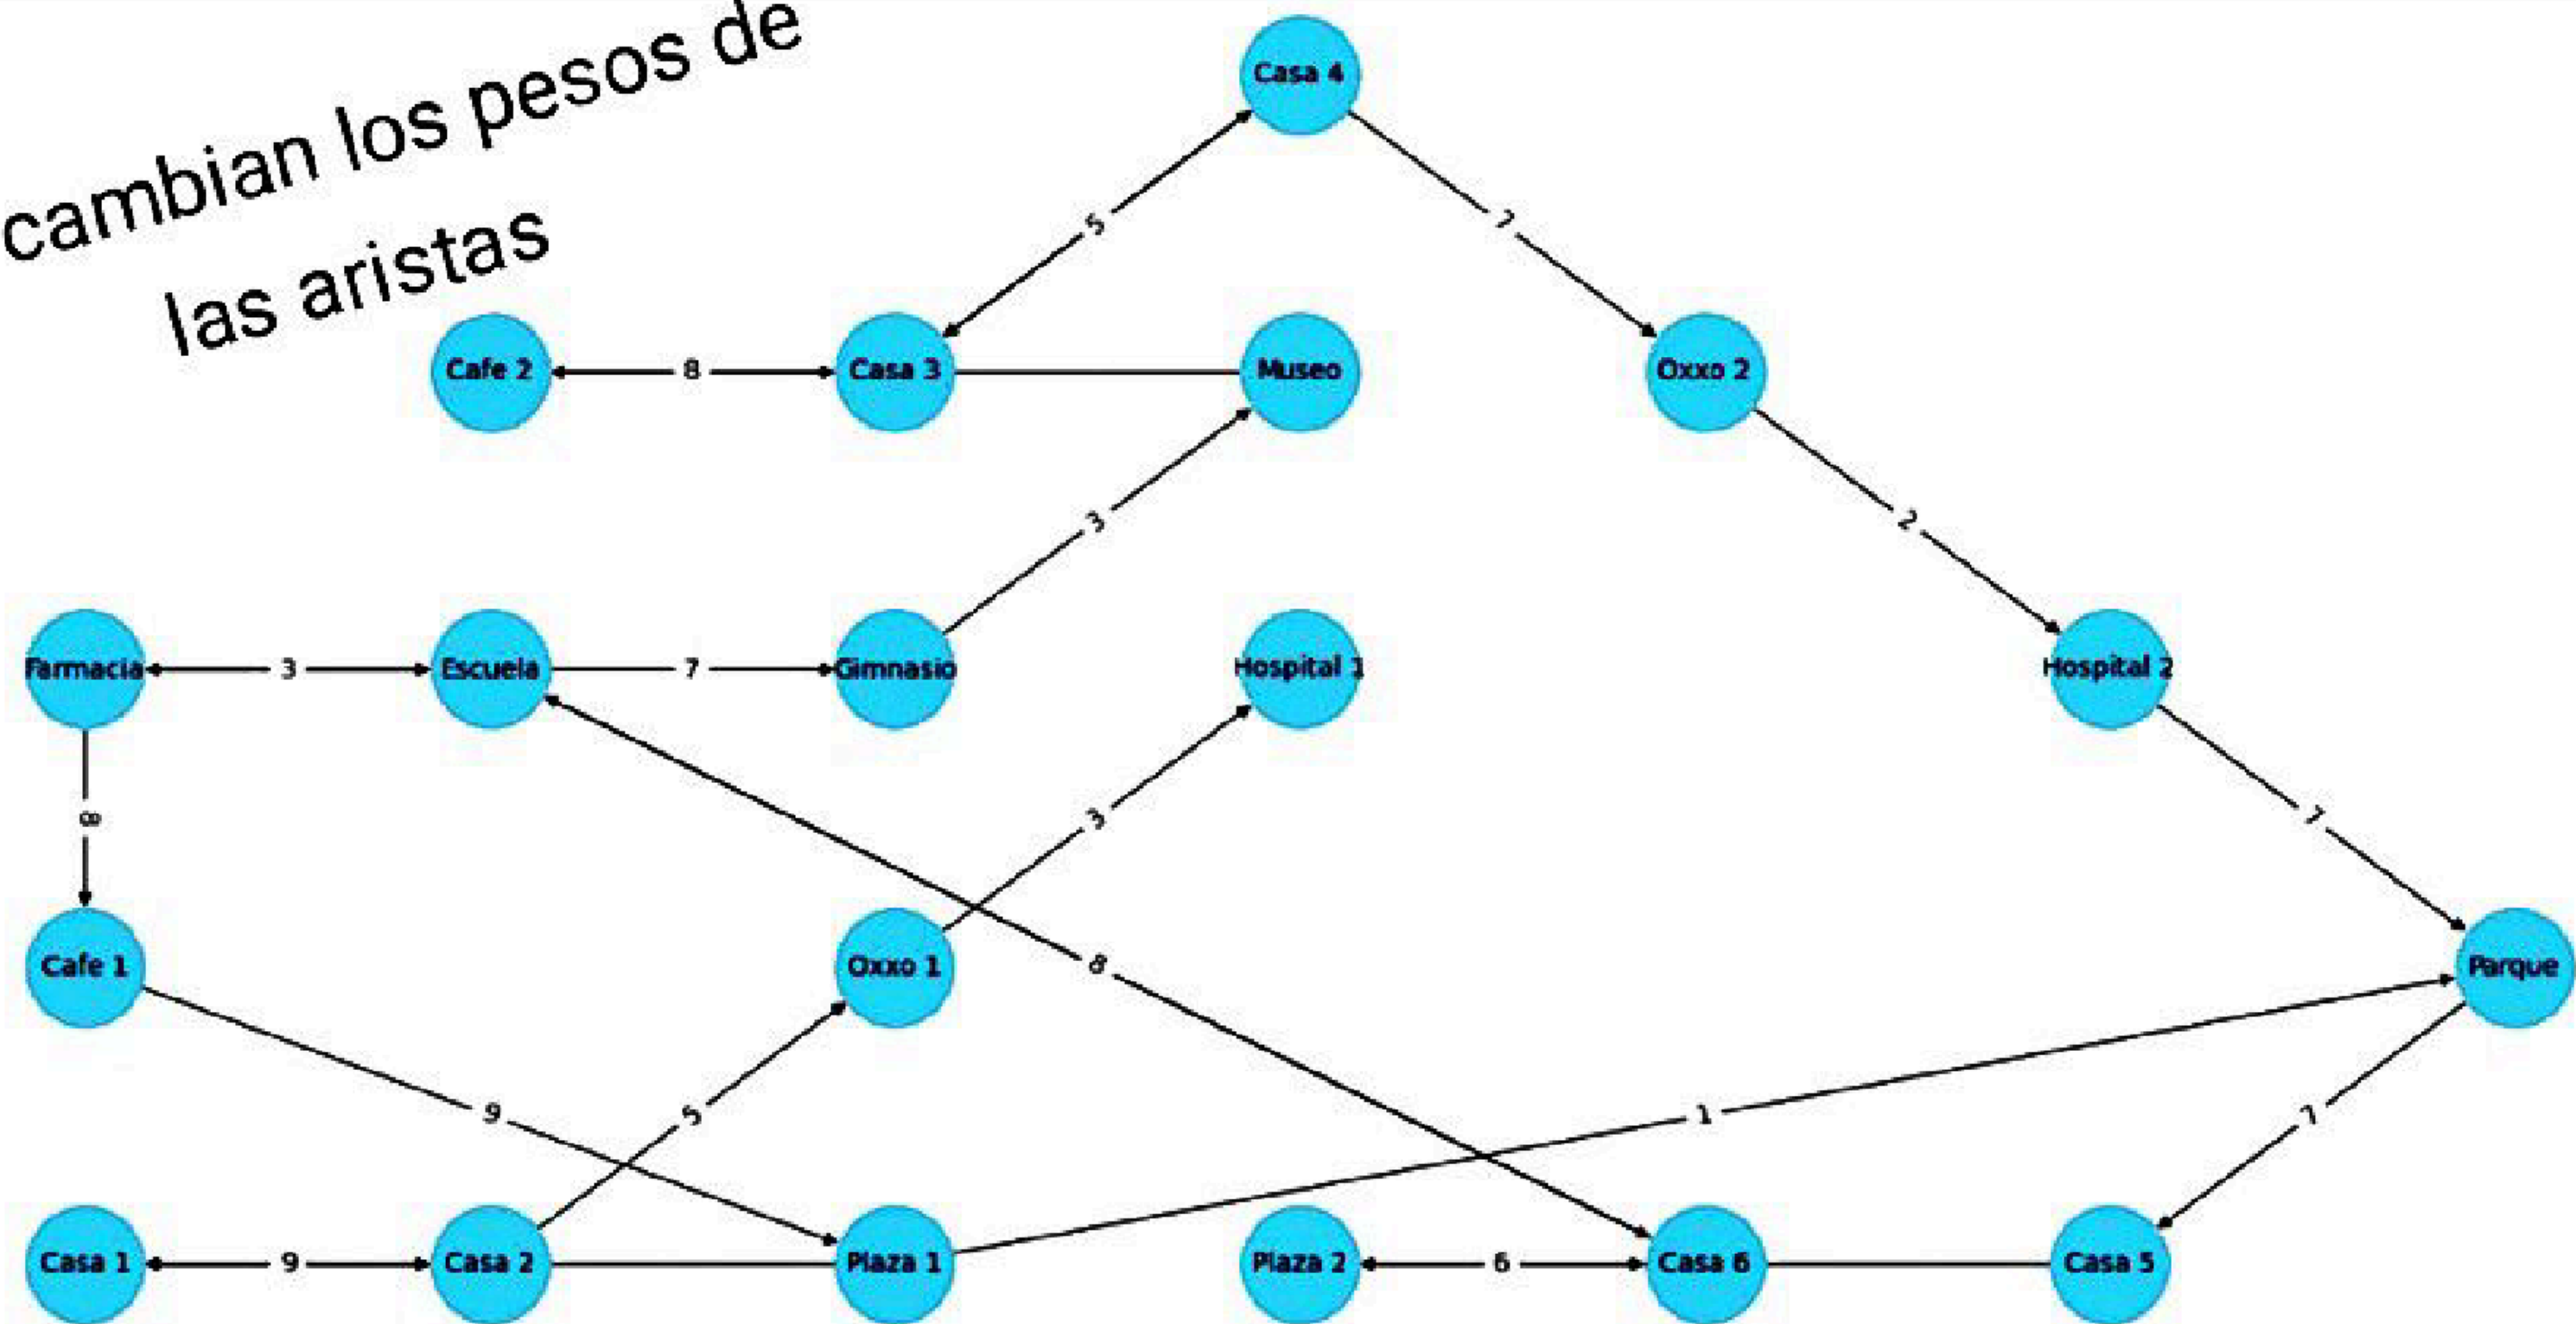 cambian los pesos de
las aristas
Casa 4
5
7
Cafe 2
8
Casa 3
Museo
Oxxo 2
3
2
Farmacia
3
Escuela
7
Gimnasio
Hospital 1
Hospital 2
8
3
7
Cafe 1
Oxxo 1
8
Parque
9
5
1
7
Casa 1
9
Casa 2
Plaza 1
Plaza 2
6
Casa 6
Casa 5